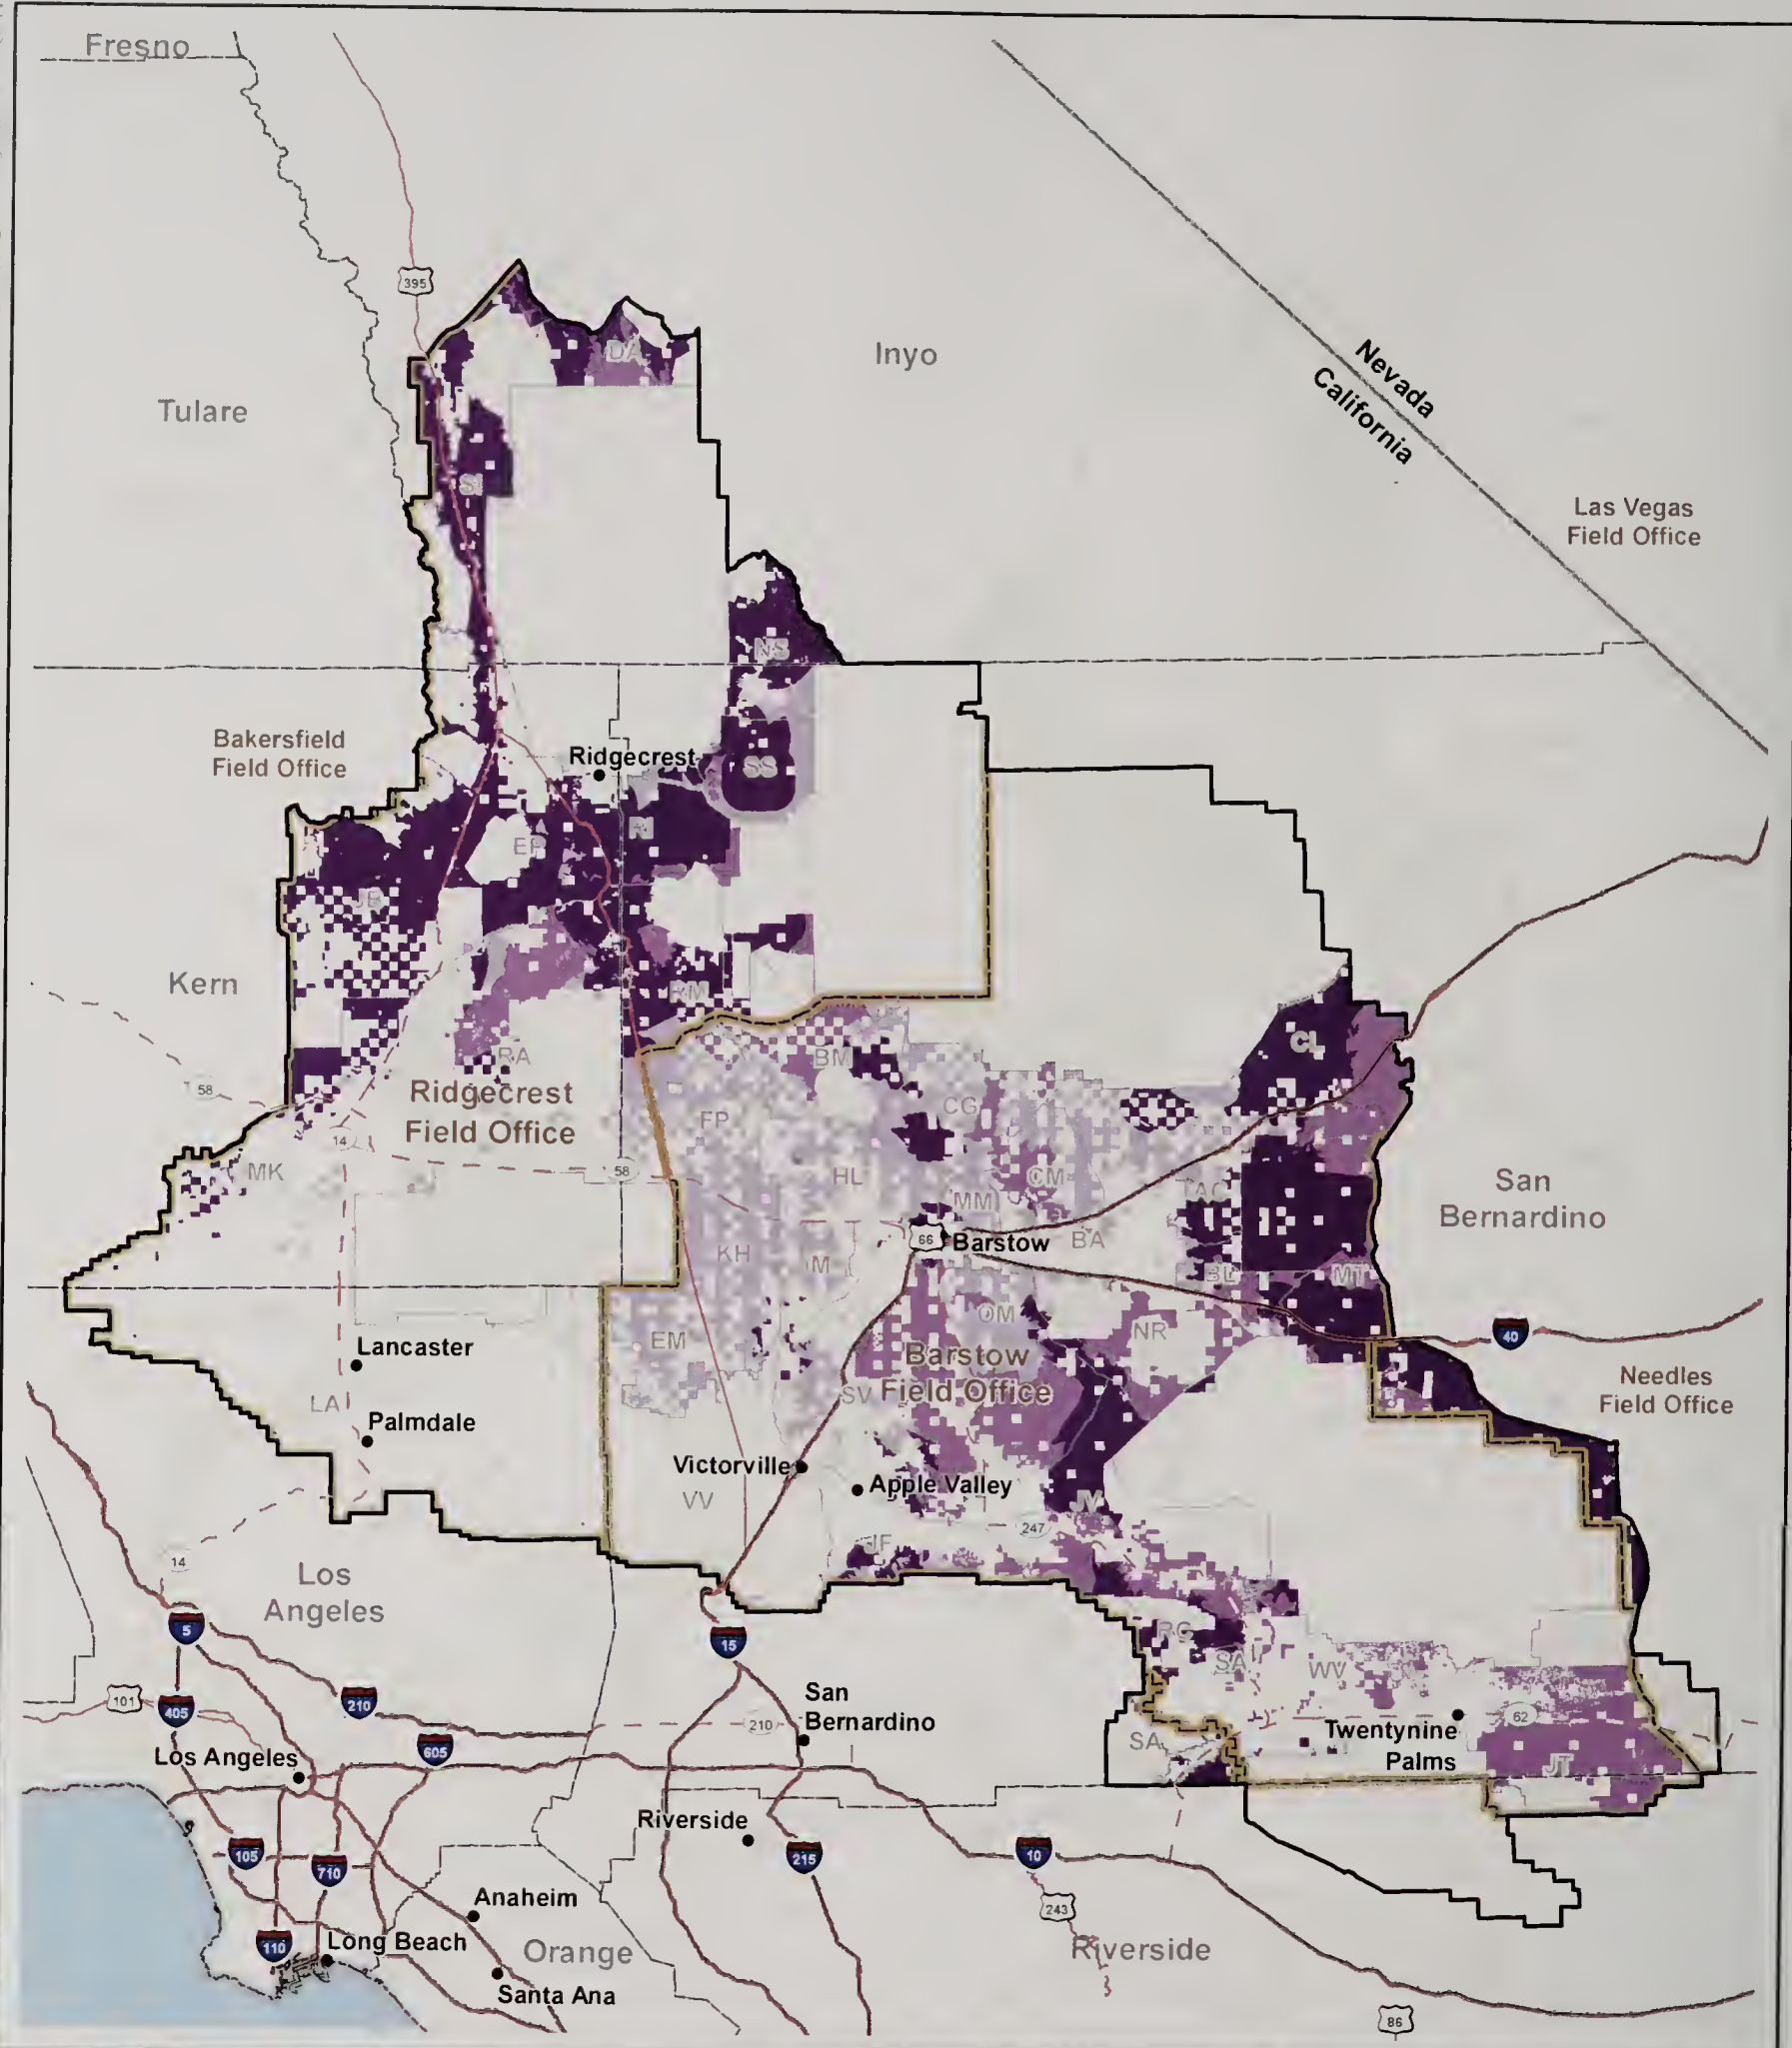 Fresno
395
Inyo
Nevada
California
Tulare
DA
Las Vegas
Field Office
NS
Bakersfield
Field Office
Ridgecrest
SS
EP
RI
JB
Kern
RM
CL
58
RA
BM
Ridgecrest
Field Office
FP
CG
14
58
MK
HL
CM
MM
AC
San
Bernardino
66
Barstow
BA
KH
BL
MT
OM
EM
NR
40
Lancaster
Barstow
Field Office
Needles
Field Office
LA
SV
Palmdale
Victorville
Apple Valley
VV
JV
247
14
Los
Angeles
5
15
RC
SA
WV
101
405
210
San
Bernardino
210
62
Twentynine
Palms
605
SA
Los Angeles
JT
Riverside
105
710
215
10
Anaheim
243
110
Long Beach
Orange
Riverside
Santa Ana
86